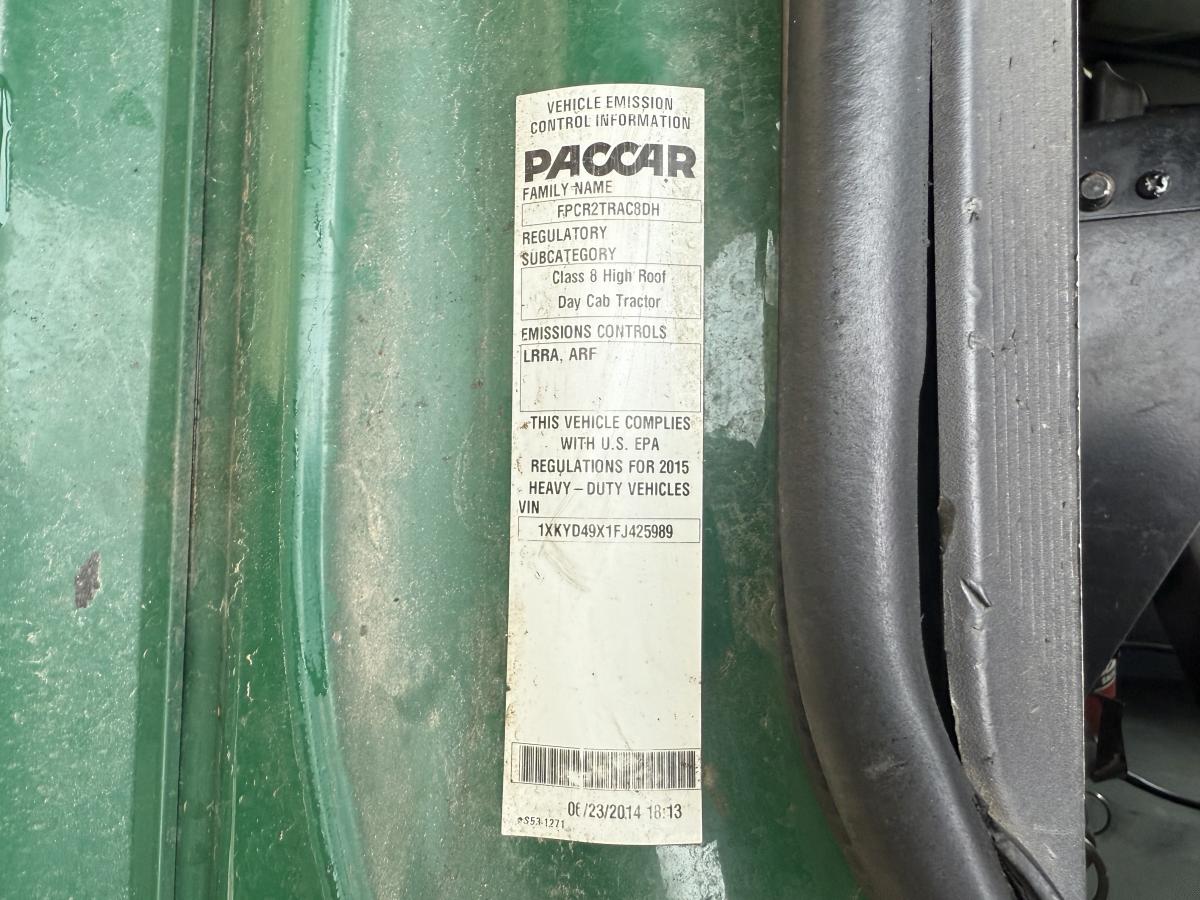 VEHICLE EMISSION
CONTROL INFORMATION
PACCAR
FAMILY NAME
FPCR2TRAC8DH
REGULATORY
SUBCATEGORY
Class 8 High Roof
Day Cab Tractor
EMISSIONS CONTROLS
LRRA, ARF
THIS VEHICLE COMPLIES
WITH U.S. EPA
REGULATIONS FOR 2015
HEAVY-DUTY VEHICLES
VIN
1XKYD49X1FJ425989
06/23/2014 18:13
S53-1271